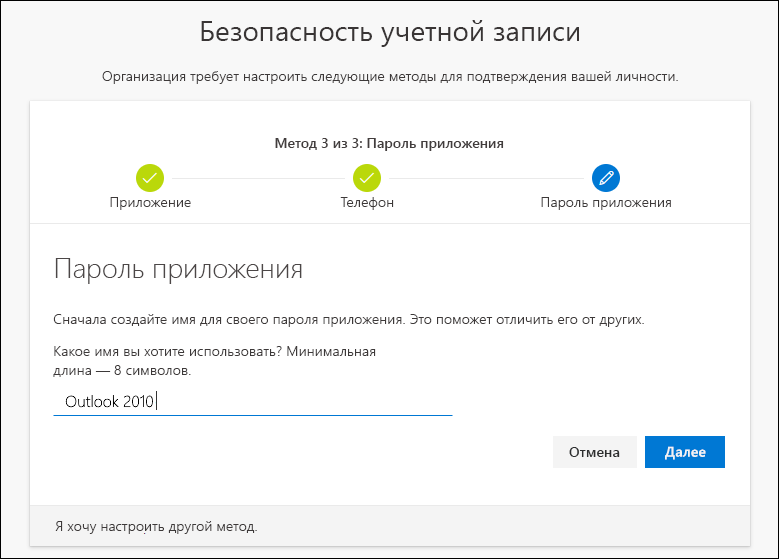 Безопасность учетной записи
Организация требует настроить следующие методы для подтверждения вашей личности.
Метод 3 из 3: Пароль приложения
Приложение Телефон Пароль приложения
Пароль приложения
Сначала создайте имя для своего пароля приложения. Это поможет отличить его от других.
Какое имя вы хотите использовать? Минимальная
длина — 8 символов.
Outlook 2010
Отмена Далее
Я хочу настроить другой метод.